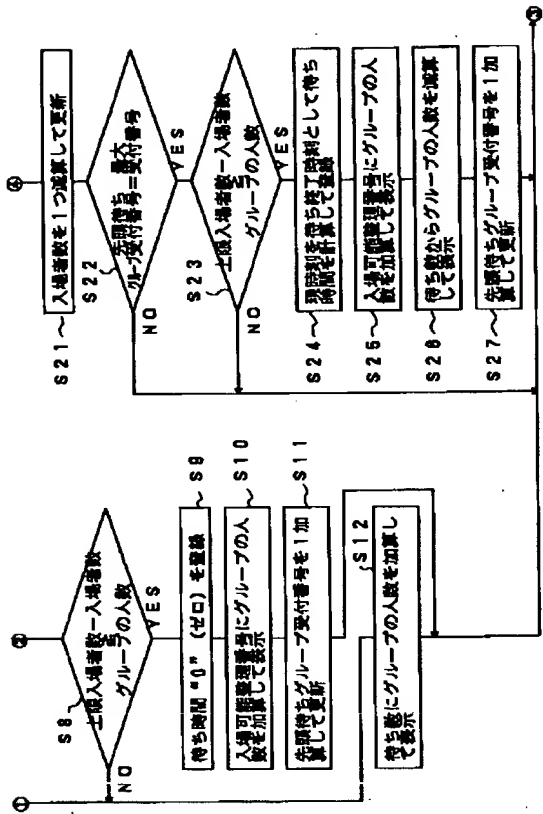 ①
②
S8
上限入場者数−入場者数
≧
グループの人数
NO
YES
S9
待ち時間 "0" (ゼロ) を登録
S10
入場可能整理番号にグループの人
数を加算して表示
S11
先頭待ちグループ受付番号を1加
算して更新
S12
待ち数にグループの人数を加算し
て表示
④
S21
入場者数を1つ減算して更新
S22
先頭待ち 最大
グループ受付番号=受付番号
NO
YES
S23
上限入場者数−入場者数
≧
グループの人数
NO
YES
S24
現時刻を待ち終了時刻として待ち
時間を計算して登録
S25
入場可能整理番号にグループの人
数を加算して表示
S26
待ち数からグループの人数を減算
して表示
S27
先頭待ちグループ受付番号を1加
算して更新
③